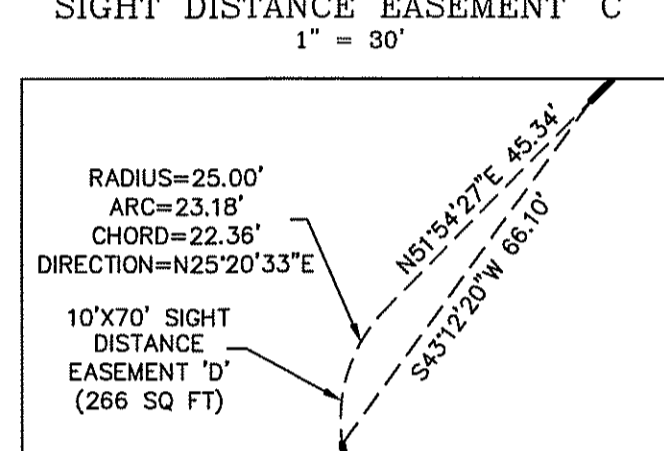 SIGHT DISTANCE EASEMENT 'C'
1" = 30'
N51°54'27"E 45.34'
S43°12'20"W 66.10'
RADIUS=25.00'
ARC=23.18'
CHORD=22.36'
DIRECTION=N25°20'33"E
10'X70' SIGHT
DISTANCE
EASEMENT 'D'
(266 SQ FT)